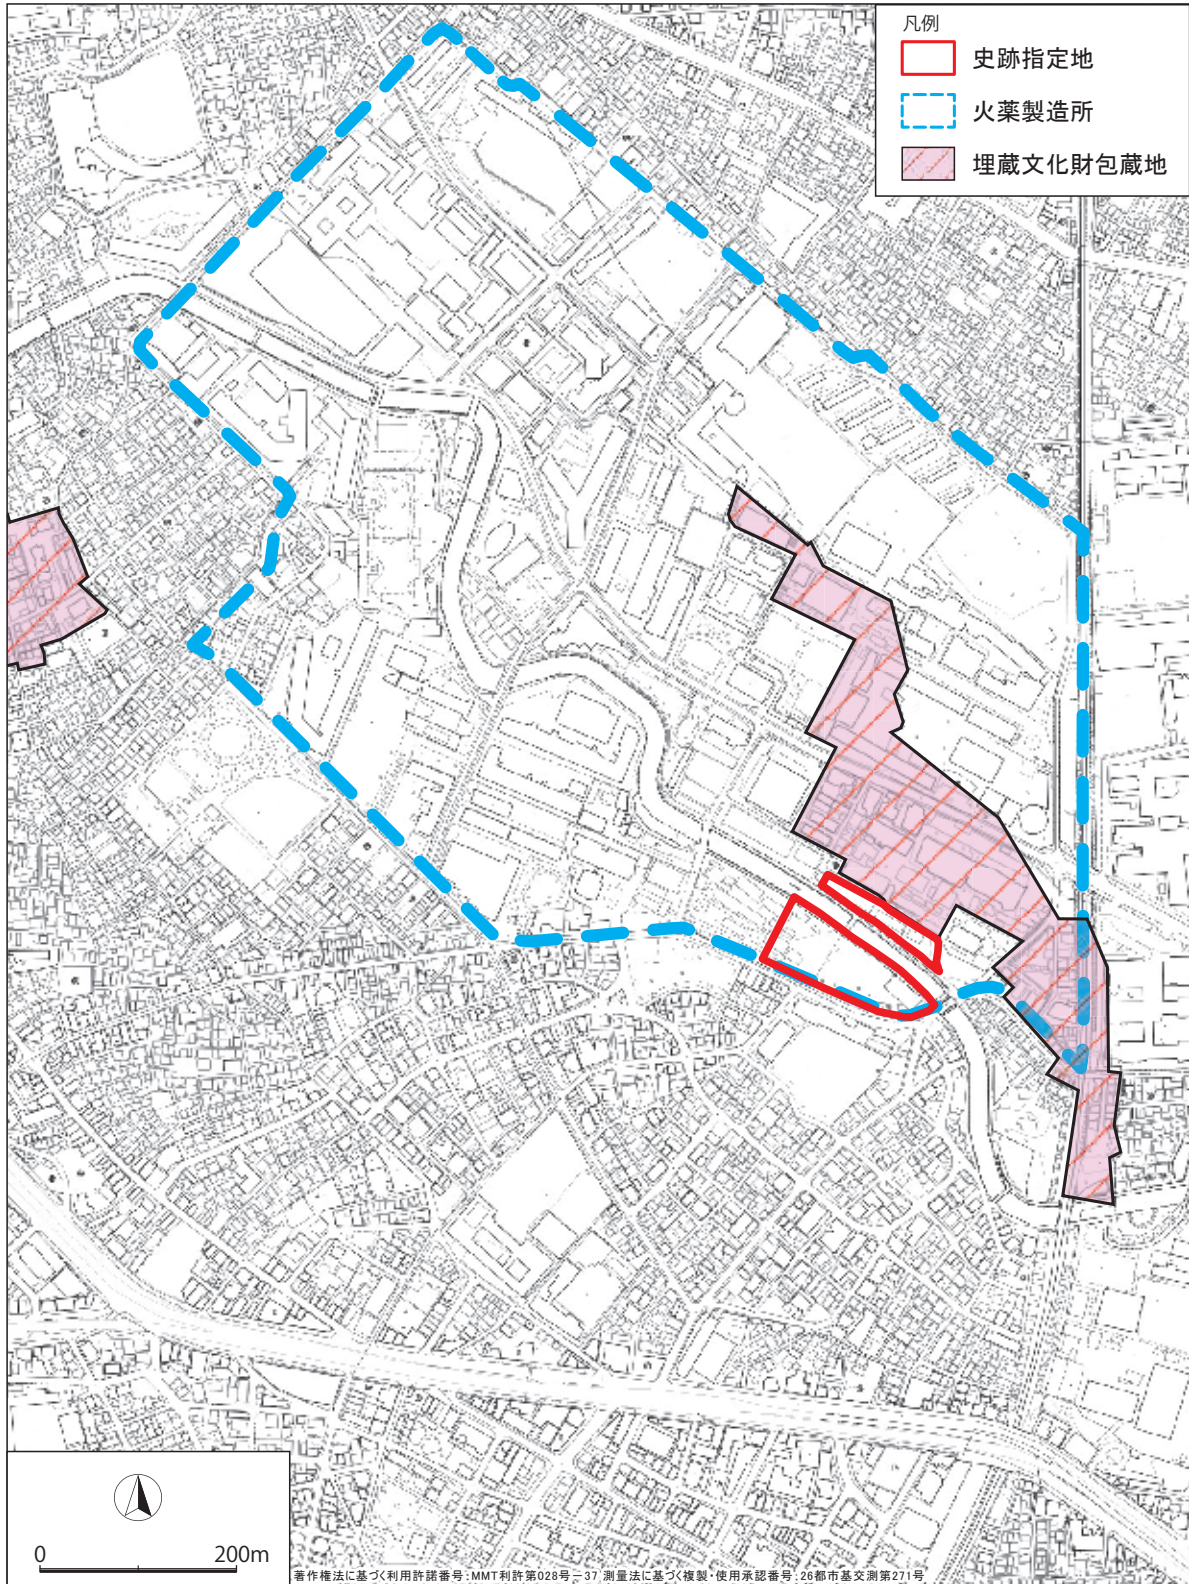 凡例
史跡指定地
火薬製造所
埋蔵文化財包蔵地
0 200m
著作権法に基づく利用許諾番号:MMT利許第028号-37 測量法に基づく複製・使用承認番号:26都市基交測第271号